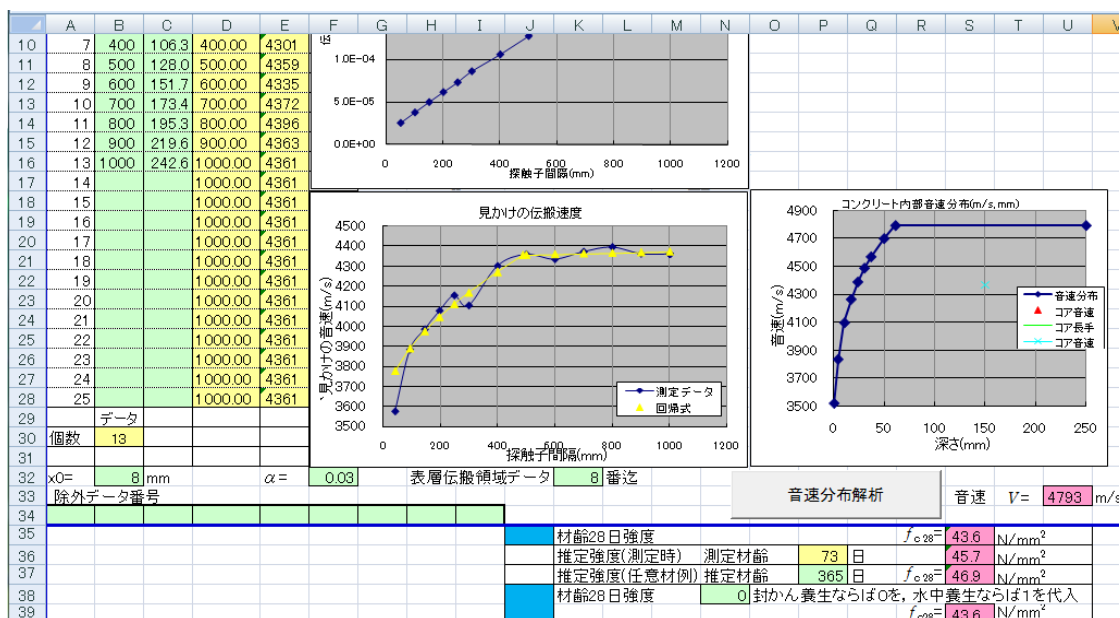 A B C D E F G H I J K L M N O P Q R S T U V
10 7 400 106.3 400.00 4301
11 8 500 128.0 500.00 4359
12 9 600 151.7 600.00 4335
13 10 700 173.4 700.00 4372
14 11 800 195.3 800.00 4396
15 12 900 219.6 900.00 4363
16 13 1000 242.6 1000.00 4361
17 14 1000.00 4361
18 15 1000.00 4361
19 16 1000.00 4361
20 17 1000.00 4361
21 18 1000.00 4361
22 19 1000.00 4361
23 20 1000.00 4361
24 21 1000.00 4361
25 22 1000.00 4361
26 23 1000.00 4361
27 24 1000.00 4361
28 25 1000.00 4361
29 データ
30 個数 13
31
1.0E-04
5.0E-05
0.0E+00
0 200 400 600 800 1000 1200
探触子間隔(mm)
見かけの伝搬速度
見かけの音速(m/s)
4500
4400
4300
4200
4100
4000
3900
3800
3700
3600
3500
測定データ
回帰式
0 200 400 600 800 1000 1200
探触子間隔(mm)
コンクリート内部音速分布(m/s,mm)
音速(m/s)
4900
4700
4500
4300
4100
3900
3700
3500
音速分布
コア音速
コア長手
コア音速
0 50 100 150 200 250
深さ(mm)
32 x0= 8 mm α= 0.03 表層伝搬領域データ 8 番迄
33 除外データ番号
音速分布解析
音速 V= 4793 m/s
34
35 材齢28日強度 fc28= 43.6 N/mm²
36 推定強度(測定時) 測定材齢 73 日 45.7 N/mm²
37 推定強度(任意材例) 推定材齢 365 日 fc28= 46.9 N/mm²
38 材齢28日強度 0 封かん養生ならば0を,水中養生ならば1を代入
39 fc28= 43.6 N/mm²